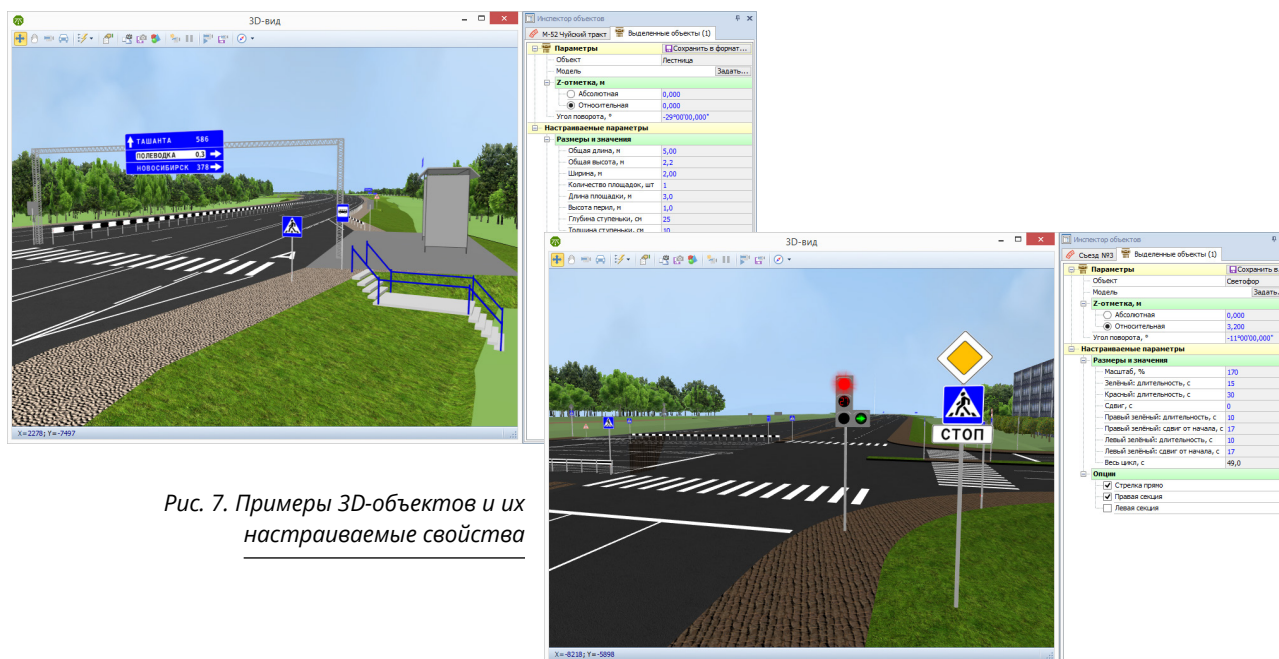 3D-вид
Инспектор объектов
М-52 Чуйский тракт
Выделенные объекты (1)
Параметры
Сохранить в формат...
Объект
Лестница
Модель
Задать...
Z-отметка, м
Абсолютная
0,000
Относительная
0,000
Угол поворота, °
-29°00'00,000"
Настраиваемые параметры
Размеры и значения
Общая длина, м
5,00
Общая высота, м
2,2
Ширина, м
2,00
Количество площадок, шт
1
Длина площадки, м
3,0
Высота перил, м
1,0
Глубина ступеньки, см
25
Толщина ступеньки, см
10
ТАШАНТА 586
ПОЛЕВОДКА 0.3
НОВОСИБИРСК 378
X=2278; Y=-7497
3D-вид
Инспектор объектов
Съезд №3
Выделенные объекты (1)
Параметры
Сохранить в
Объект
Светофор
Модель
Задать..
Z-отметка, м
Абсолютная
0,000
Относительная
3,200
Угол поворота, °
-11°00'00,000"
Настраиваемые параметры
Размеры и значения
Масштаб, %
170
Зелёный: длительность, с
15
Красный: длительность, с
30
Сдвиг, с
0
Правый зелёный: длительность, с
10
Правый зелёный: сдвиг от начала, с
17
Левый зелёный: длительность, с
10
Левый зелёный: сдвиг от начала, с
17
Весь цикл, с
49,0
Опции
Стрелка прямо
Правая секция
Левая секция
СТОП
X=-8218; Y=-5898
Рис. 7. Примеры 3D-объектов и их
настраиваемые свойства